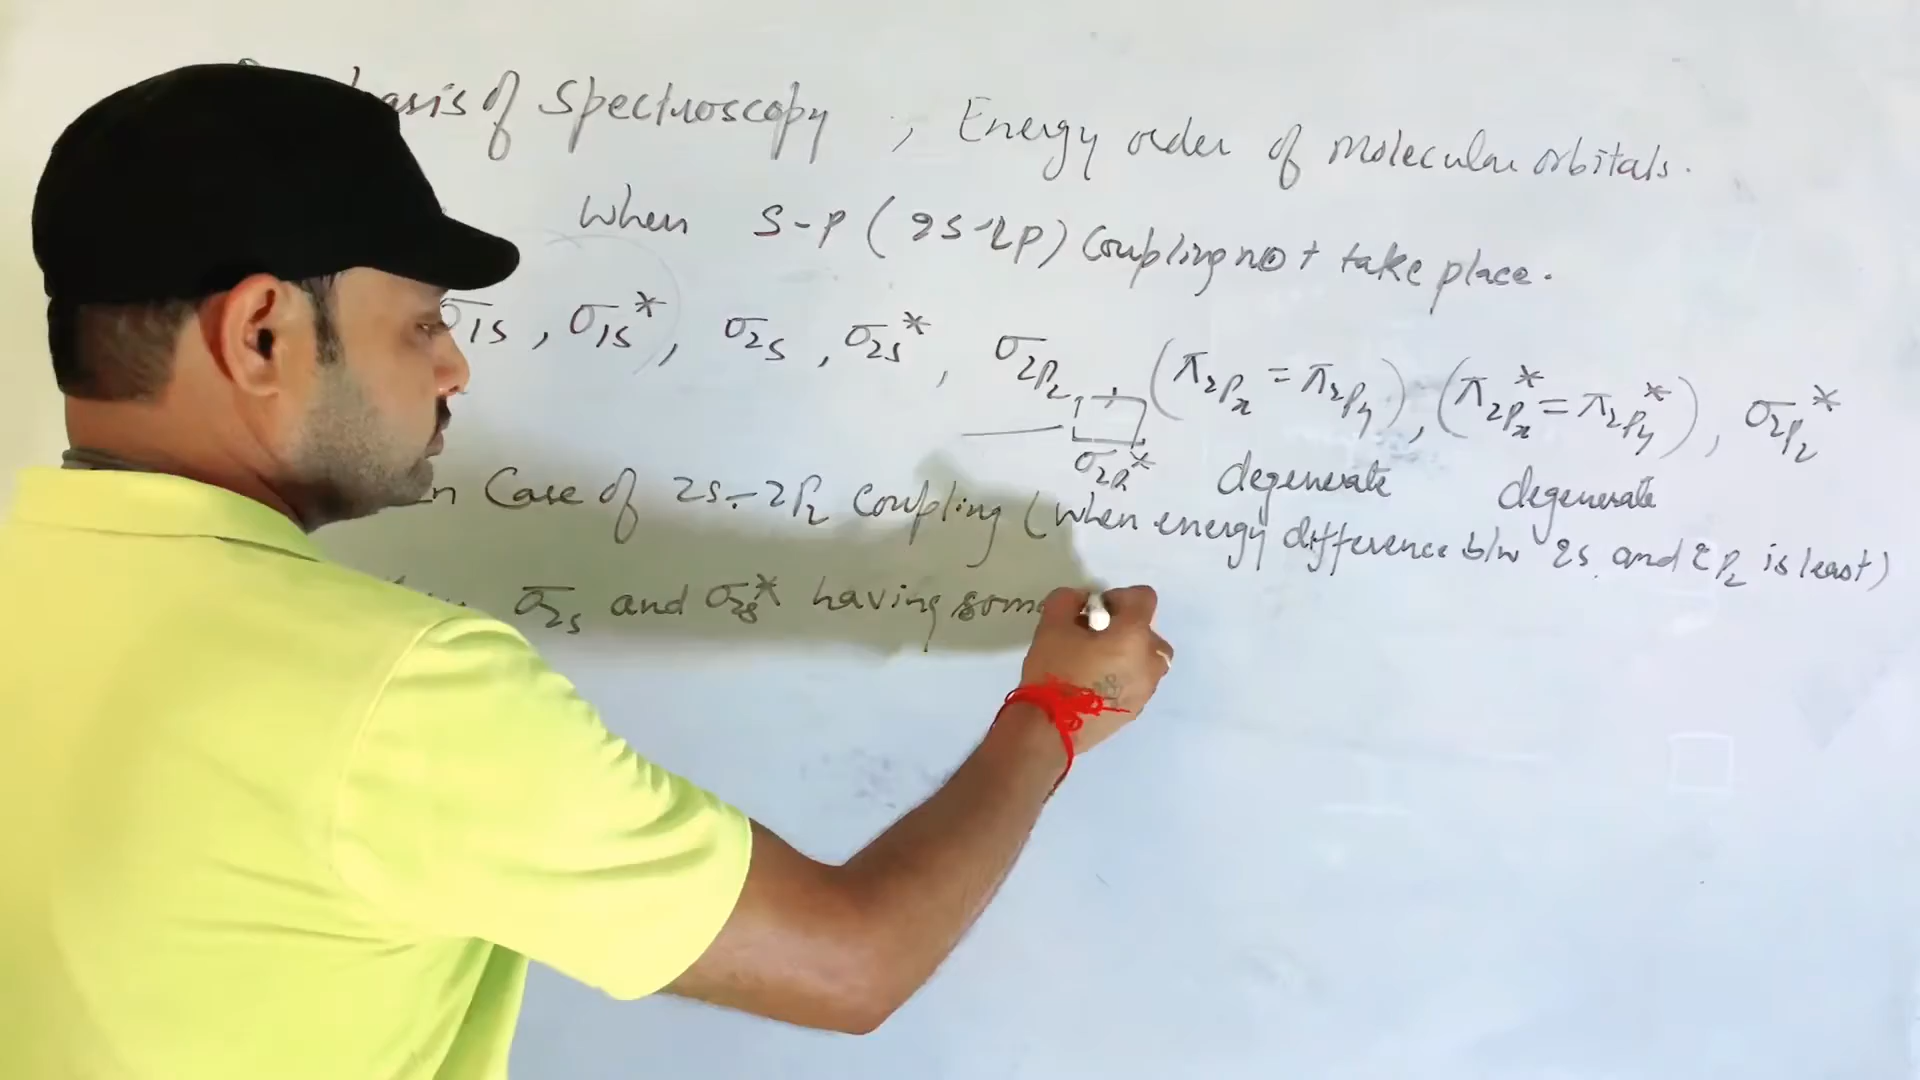 basis of Spectroscopy, Energy order of Molecular orbitals.
When S-P (2S-2P) Coupling not take place.
σ1s, σ1s*, σ2s, σ2s*, σ2Pz (π2Px = π2Py), (π2Px* = π2Py*), σ2Pz*
σ2Pz* degenerate degenerate
In Case of 2s-2Pz Coupling (When energy difference b/w 2s and 2Pz is least)
σ2s and σ2s* having som